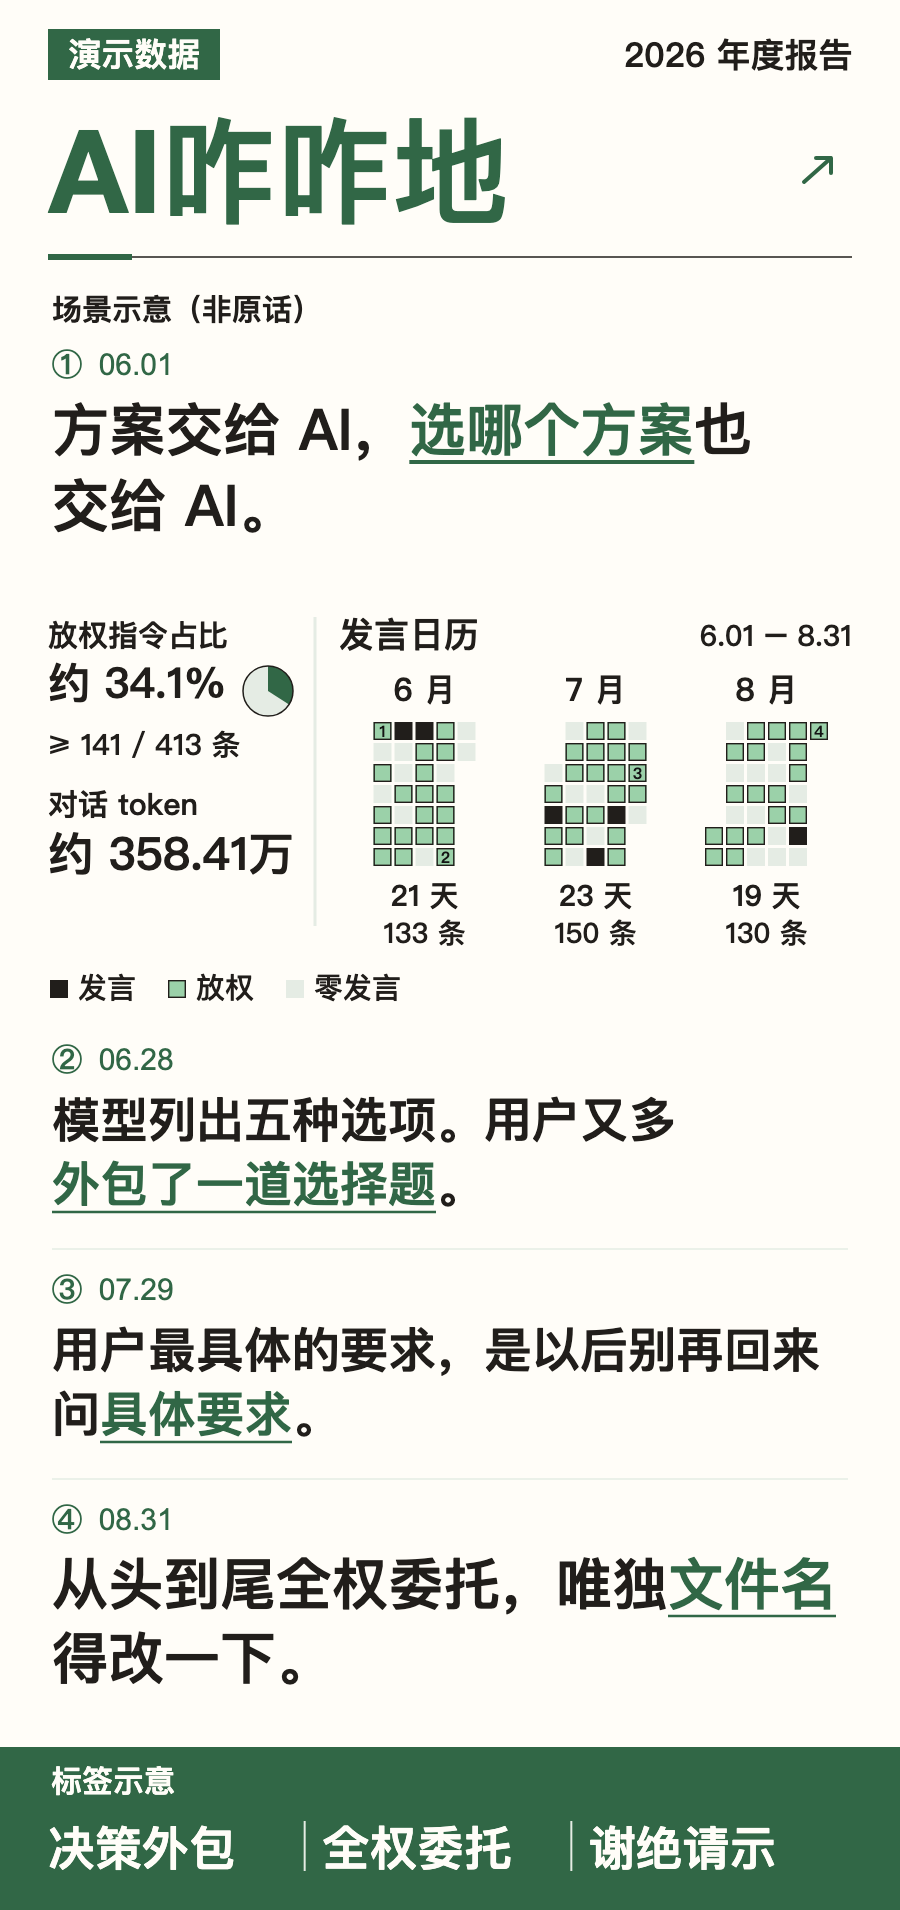 演示数据
2026 年度报告
AI咋咋地
场景示意（非原话）
① 06.01
方案交给 AI，选哪个方案也
交给 AI。
放权指令占比
约 34.1%
≥ 141 / 413 条
对话 token
约 358.41万
发言日历
6.01 — 8.31
6 月
7 月
8 月
1
4
3
2
21 天
23 天
19 天
133 条
150 条
130 条
发言
放权
零发言
② 06.28
模型列出五种选项。用户又多
外包了一道选择题。
③ 07.29
用户最具体的要求，是以后别再回来
问具体要求。
④ 08.31
从头到尾全权委托，唯独文件名
得改一下。
标签示意
决策外包
全权委托
谢绝请示